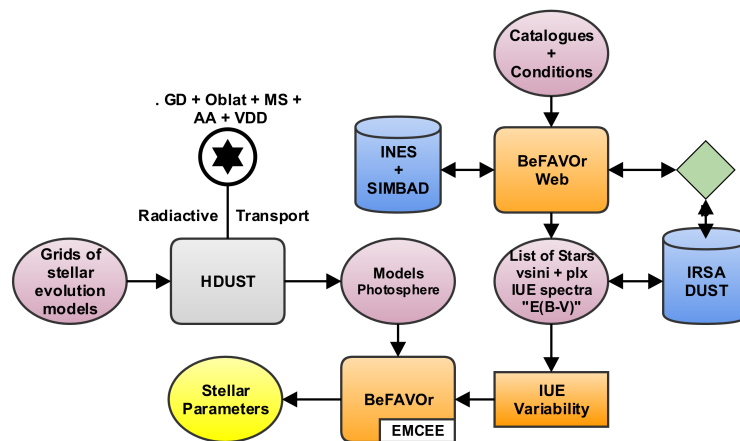 Catalogues
+
Conditions
. GD + Oblat + MS +
AA + VDD
INES
+
SIMBAD
BeFAVOr
Web
Radiactive Transport
Grids of
stellar
evolution
models
HDUST
Models
Photosphere
List of Stars
vsini + plx
IUE spectra
"E(B-V)"
IRSA
DUST
Stellar
Parameters
BeFAVOr
EMCEE
IUE
Variability